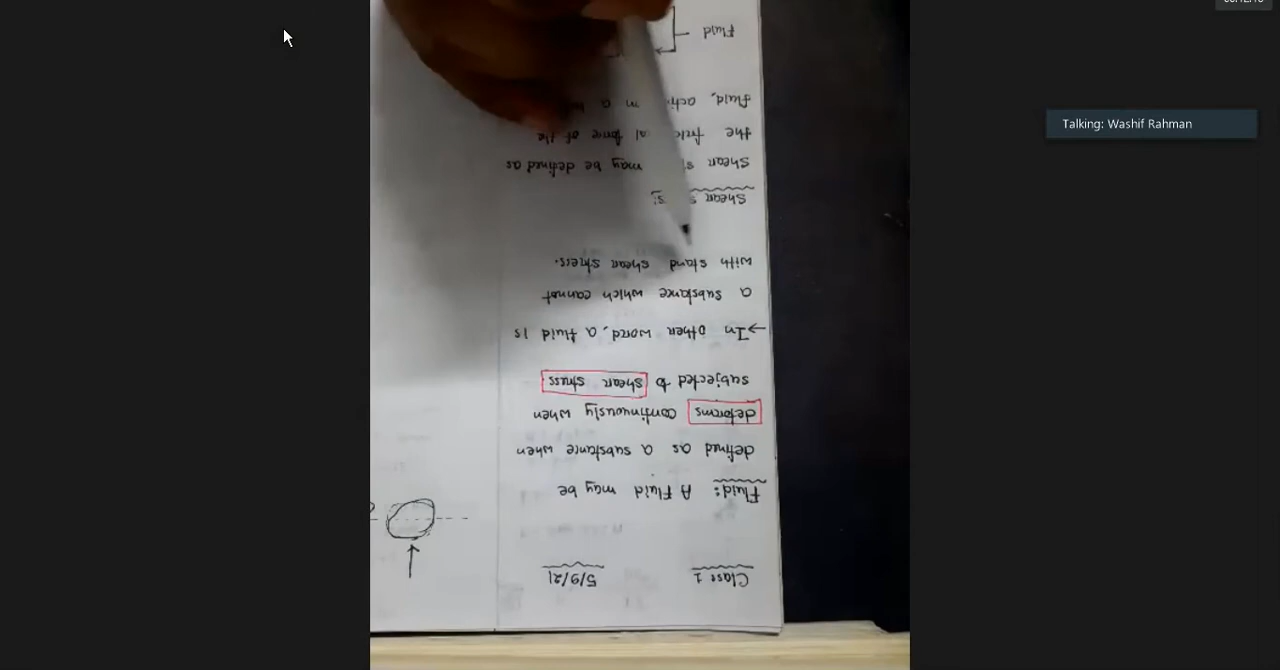 Talking: Washif Rahman
Class 1 5/9/21
Fluid: A Fluid may be
defined as a substance when
deforms continuously when
subjected to shear stress
→ In other word, a fluid is
a substance which cannot
with stand shear stress.
Shear
Shear may be defined as
the force of the
fluid, in a
Fluid